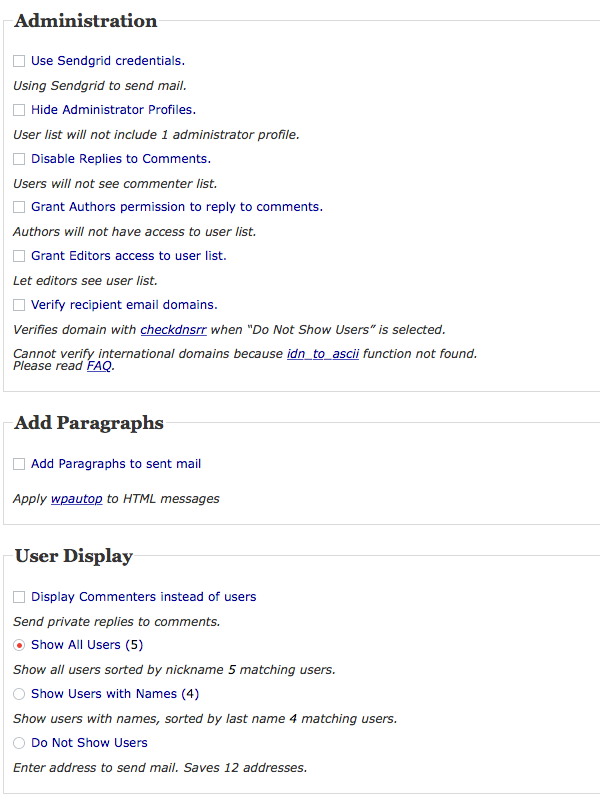 Administration
Use Sendgrid credentials.
Using Sendgrid to send mail.
Hide Administrator Profiles.
User list will not include 1 administrator profile.
Disable Replies to Comments.
Users will not see commenter list.
Grant Authors permission to reply to comments.
Authors will not have access to user list.
Grant Editors access to user list.
Let editors see user list.
Verify recipient email domains.
Verifies domain with checkdnsrr when “Do Not Show Users” is selected.
Cannot verify international domains because idn_to_ascii function not found.
Please read FAQ.
Add Paragraphs
Add Paragraphs to sent mail
Apply wpautop to HTML messages
User Display
Display Commenters instead of users
Send private replies to comments.
Show All Users (5)
Show all users sorted by nickname 5 matching users.
Show Users with Names (4)
Show users with names, sorted by last name 4 matching users.
Do Not Show Users
Enter address to send mail. Saves 12 addresses.